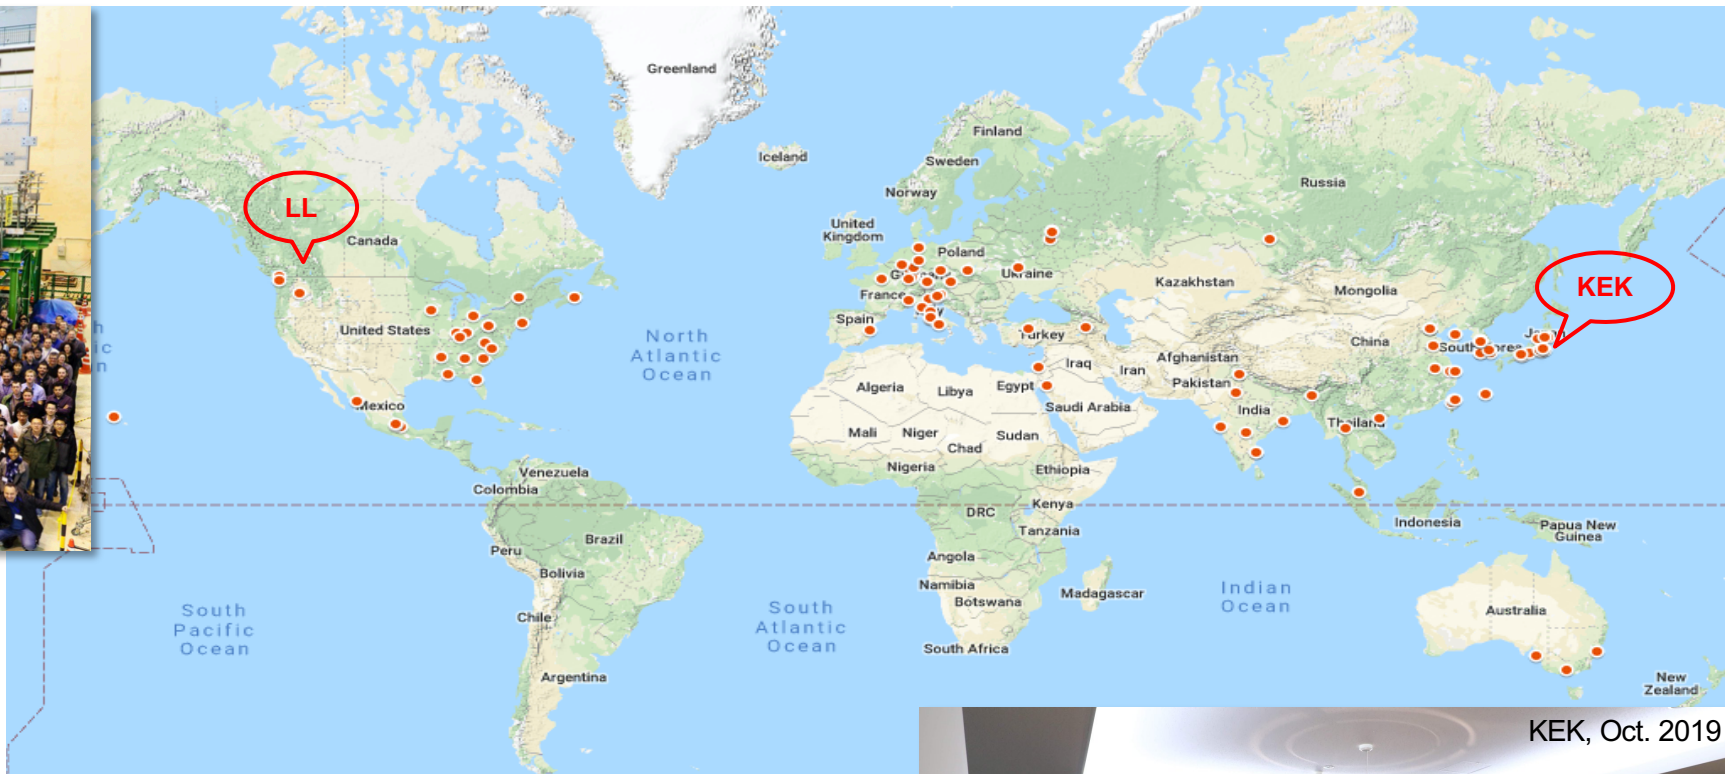 Greenland
Iceland
Finland
Sweden
Norway
Russia
LL
Canada
United
Kingdom
Poland
Ukraine
France
Kazakhstan
Mongolia
KEK
United States
North
Atlantic
Ocean
Spain
Turkey
China
Iraq
Iran
Afghanistan
Pakistan
Algeria
Libya
Egypt
Saudi Arabia
India
Thailand
Mexico
Mali
Niger
Chad
Sudan
Nigeria
Ethiopia
Venezuela
Colombia
DRC
Kenya
Tanzania
Indonesia
Papua New
Guinea
Peru
Brazil
Bolivia
Angola
Namibia
Botswana
Madagascar
Indian
Ocean
South
Pacific
Ocean
South
Atlantic
Ocean
Chile
South Africa
Australia
Argentina
New
Zealand
KEK, Oct. 2019